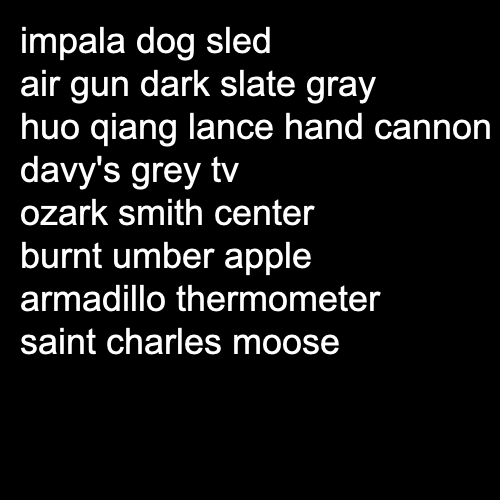 impala dog sled
air gun dark slate gray
huo qiang lance hand cannon
davy's grey tv
ozark smith center
burnt umber apple
armadillo thermometer
saint charles moose